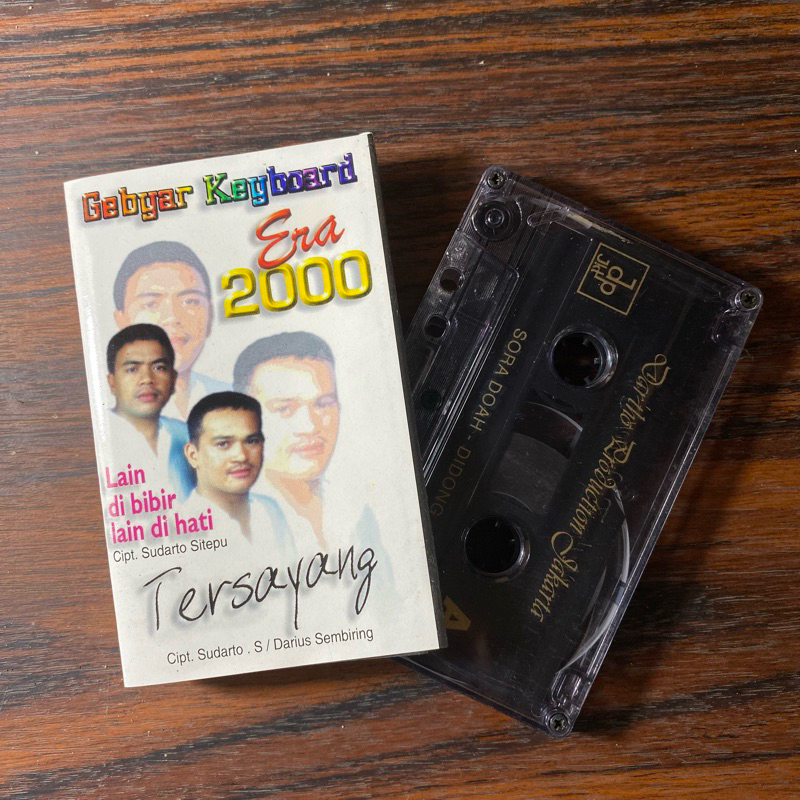 Gebyar Keyboard
Era
2000
Lain
di bibir
lain di hati
Cipt. Sudarto Sitepu
Tersayang
Cipt. Sudarto . S / Darius Sembiring
SORA DOAH - DIDONG
Production Jakarta
A